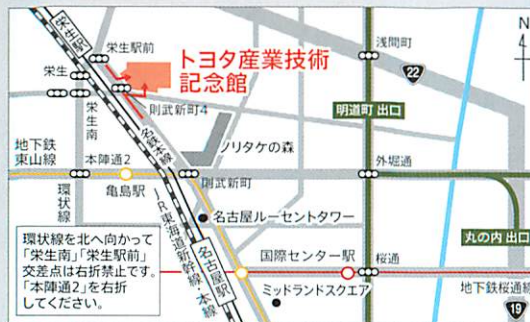 栄生駅
栄生駅前
トヨタ産業技術
記念館
浅間町
N
4
22
栄生
栄生南
則武新町4
名鉄本線
明道町 出口
ノリタケの森
地下鉄
東山線
本陣通2
外堀通
環状線
亀島駅
則武新町
JR東海道新幹線・本線
名古屋ルーセントタワー
丸の内 出口
環状線を北へ向かって
「栄生南」「栄生駅前」
交差点は右折禁止です。
「本陣通2」を右折
してください。
名古屋駅
国際センター駅
桜通
ミッドランドスクエア
地下鉄桜通線
19